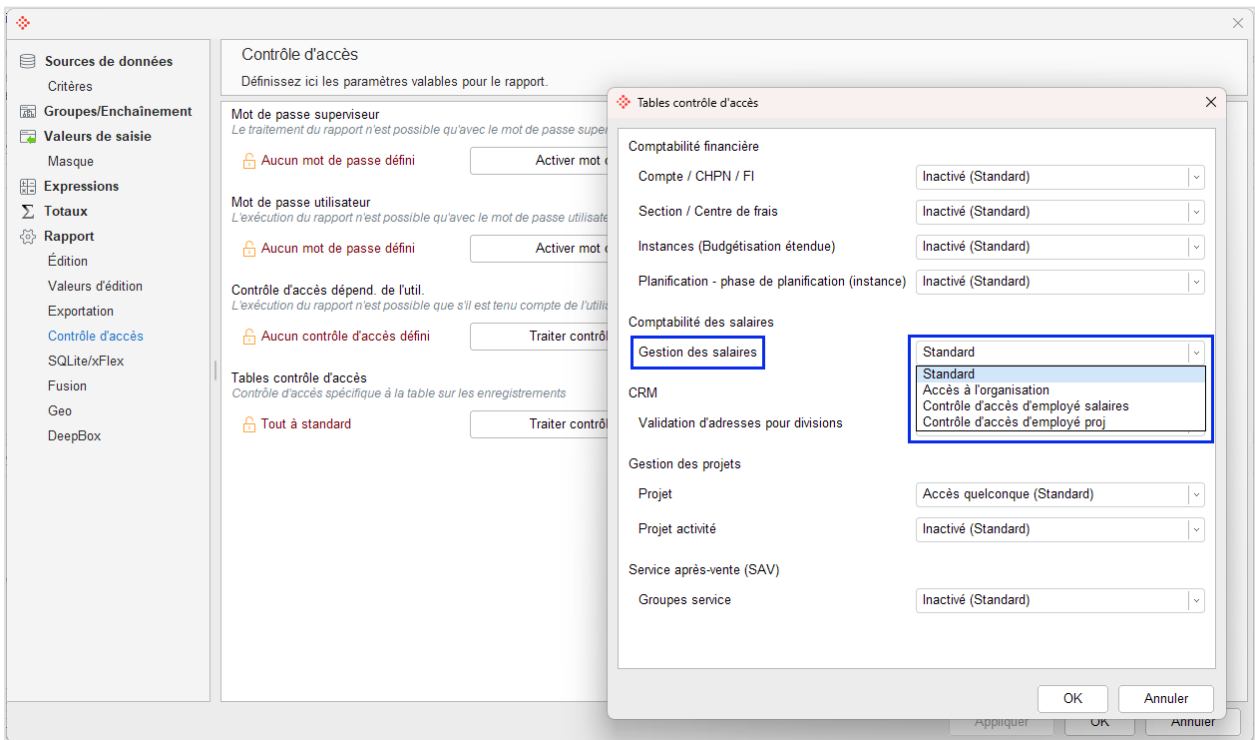 Sources de données
Critères
Groupes/Enchaînement
Valeurs de saisie
Masque
Expressions
Totaux
Rapport
Édition
Valeurs d'édition
Exportation
Contrôle d'accès
SQLite/xFlex
Fusion
Geo
DeepBox
Contrôle d'accès
Définissez ici les paramètres valables pour le rapport.
Mot de passe superviseur
Le traitement du rapport n'est possible qu'avec le mot de passe super
Aucun mot de passe défini
Activer mot
Mot de passe utilisateur
L'exécution du rapport n'est possible qu'avec le mot de passe utilisate
Aucun mot de passe défini
Activer mot
Contrôle d'accès dépend. de l'util.
L'exécution du rapport n'est possible que s'il est tenu compte de l'utili
Aucun contrôle d'accès défini
Traiter contrôl
Tables contrôle d'accès
Contrôle d'accès spécifique à la table sur les enregistrements
Tout à standard
Traiter contrôl
Tables contrôle d'accès
Comptabilité financière
Compte / CHPN / FI Inactivé (Standard)
Section / Centre de frais Inactivé (Standard)
Instances (Budgétisation étendue) Inactivé (Standard)
Planification - phase de planification (instance) Inactivé (Standard)
Comptabilité des salaires
Gestion des salaires Standard
Standard
Accès à l'organisation
Contrôle d'accès d'employé salaires
Contrôle d'accès d'employé proj
CRM
Validation d'adresses pour divisions
Gestion des projets
Projet Accès quelconque (Standard)
Projet activité Inactivé (Standard)
Service après-vente (SAV)
Groupes service Inactivé (Standard)
OK Annuler
Appliquer OK Annuler